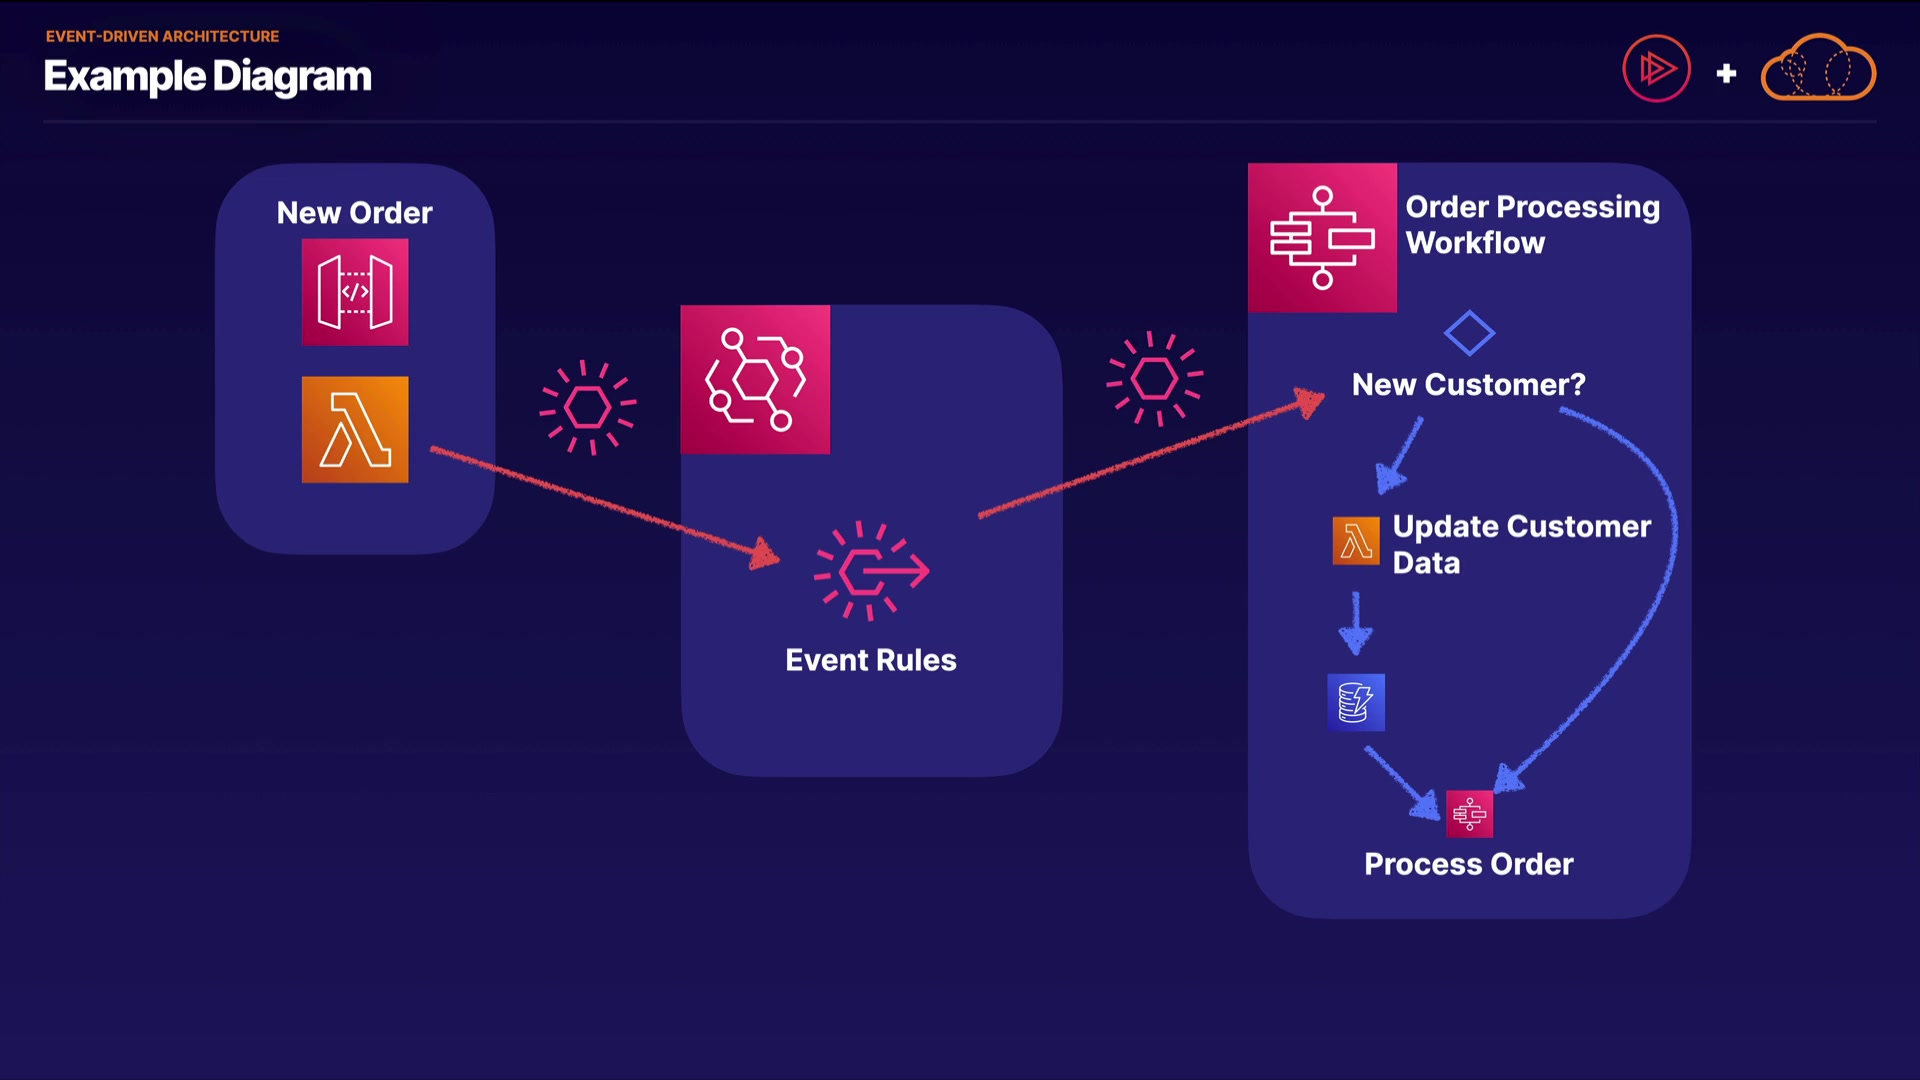 EVENT-DRIVEN ARCHITECTURE
Example Diagram
New Order
</>
Event Rules
Order Processing
Workflow
New Customer?
Update Customer
Data
Process Order